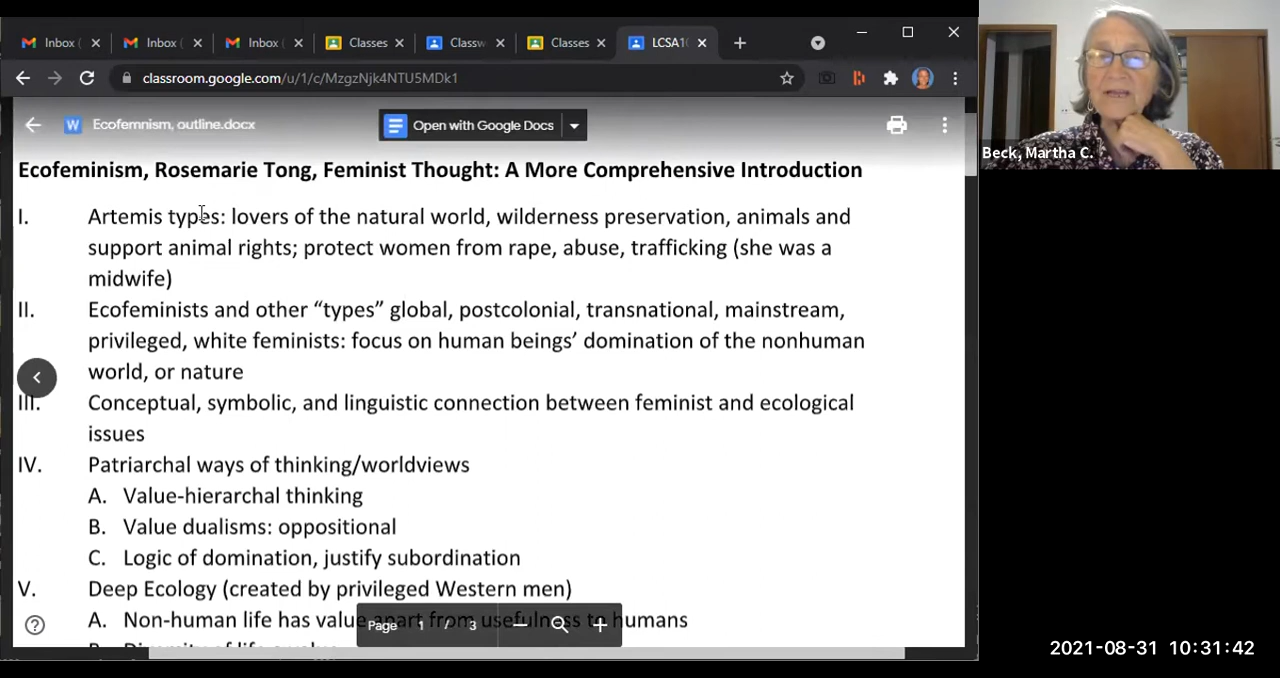 Inbox (
Inbox (
Inbox (
Classes
Classw
Classes
LCSA1
classroom.google.com/u/1/c/MzgzNjk4NTU5MDk1
Ecofemnism, outline.docx
Open with Google Docs
Beck, Martha C.
Ecofeminism, Rosemarie Tong, Feminist Thought: A More Comprehensive Introduction
I. Artemis types: lovers of the natural world, wilderness preservation, animals and
support animal rights; protect women from rape, abuse, trafficking (she was a
midwife)
II. Ecofeminists and other “types” global, postcolonial, transnational, mainstream,
privileged, white feminists: focus on human beings’ domination of the nonhuman
world, or nature
III. Conceptual, symbolic, and linguistic connection between feminist and ecological
issues
IV. Patriarchal ways of thinking/worldviews
A. Value-hierarchal thinking
B. Value dualisms: oppositional
C. Logic of domination, justify subordination
V. Deep Ecology (created by privileged Western men)
A. Non-human life has value apart from usefulness to humans
Page 1 / 3
2021-08-31 10:31:42